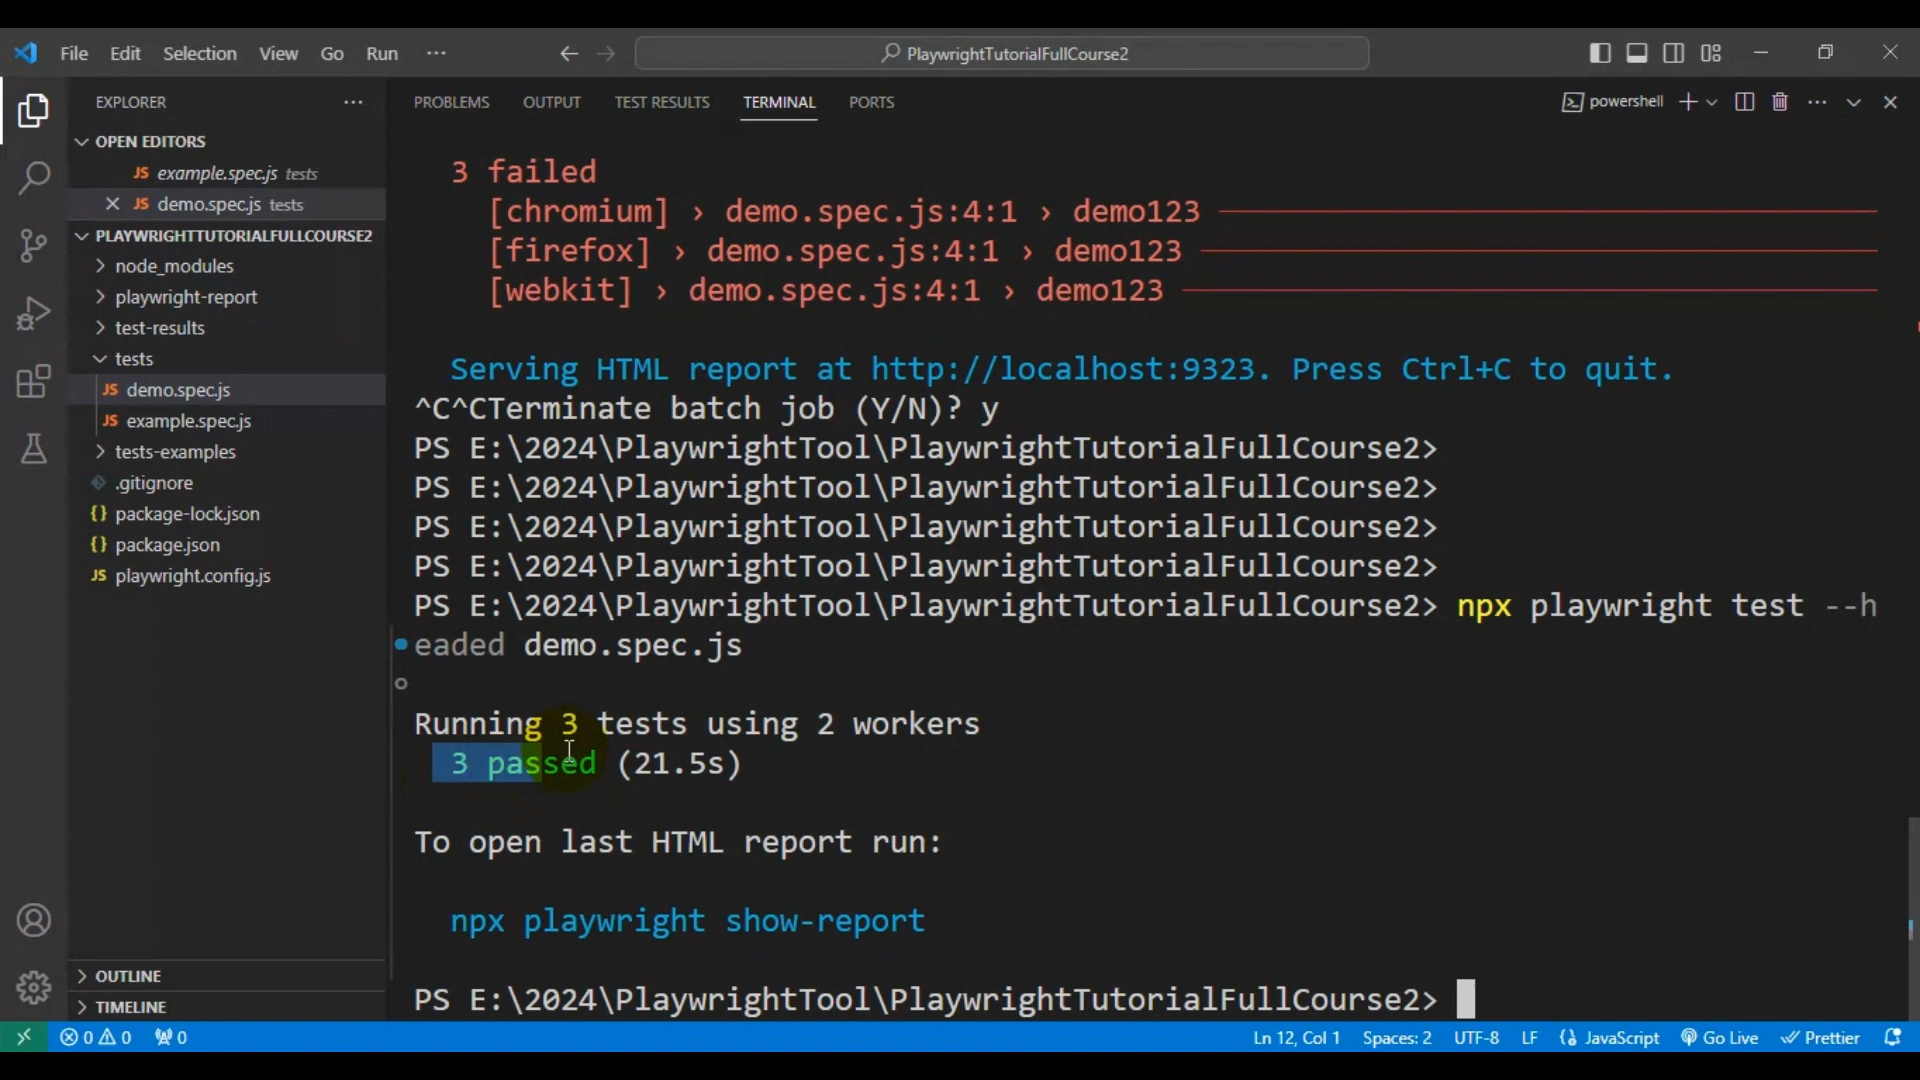 File Edit Selection View Go Run ··· PlaywrightTutorialFullCourse2
EXPLORER ···
OPEN EDITORS
JS example.spec.js tests
JS demo.spec.js tests
PLAYWRIGHTTUTORIALFULLCOURSE2
node_modules
playwright-report
test-results
tests
JS demo.spec.js
JS example.spec.js
tests-examples
.gitignore
{} package-lock.json
{} package.json
JS playwright.config.js
OUTLINE
TIMELINE
PROBLEMS OUTPUT TEST RESULTS TERMINAL PORTS powershell
3 failed
[chromium] › demo.spec.js:4:1 › demo123
[firefox] › demo.spec.js:4:1 › demo123
[webkit] › demo.spec.js:4:1 › demo123
Serving HTML report at http://localhost:9323. Press Ctrl+C to quit.
^C^CTerminate batch job (Y/N)? y
PS E:\2024\PlaywrightTool\PlaywrightTutorialFullCourse2>
PS E:\2024\PlaywrightTool\PlaywrightTutorialFullCourse2>
PS E:\2024\PlaywrightTool\PlaywrightTutorialFullCourse2>
PS E:\2024\PlaywrightTool\PlaywrightTutorialFullCourse2>
PS E:\2024\PlaywrightTool\PlaywrightTutorialFullCourse2> npx playwright test --h
eaded demo.spec.js
Running 3 tests using 2 workers
3 passed (21.5s)
To open last HTML report run:
npx playwright show-report
PS E:\2024\PlaywrightTool\PlaywrightTutorialFullCourse2>
0 0 0 Ln 12, Col 1 Spaces: 2 UTF-8 LF JavaScript Go Live Prettier